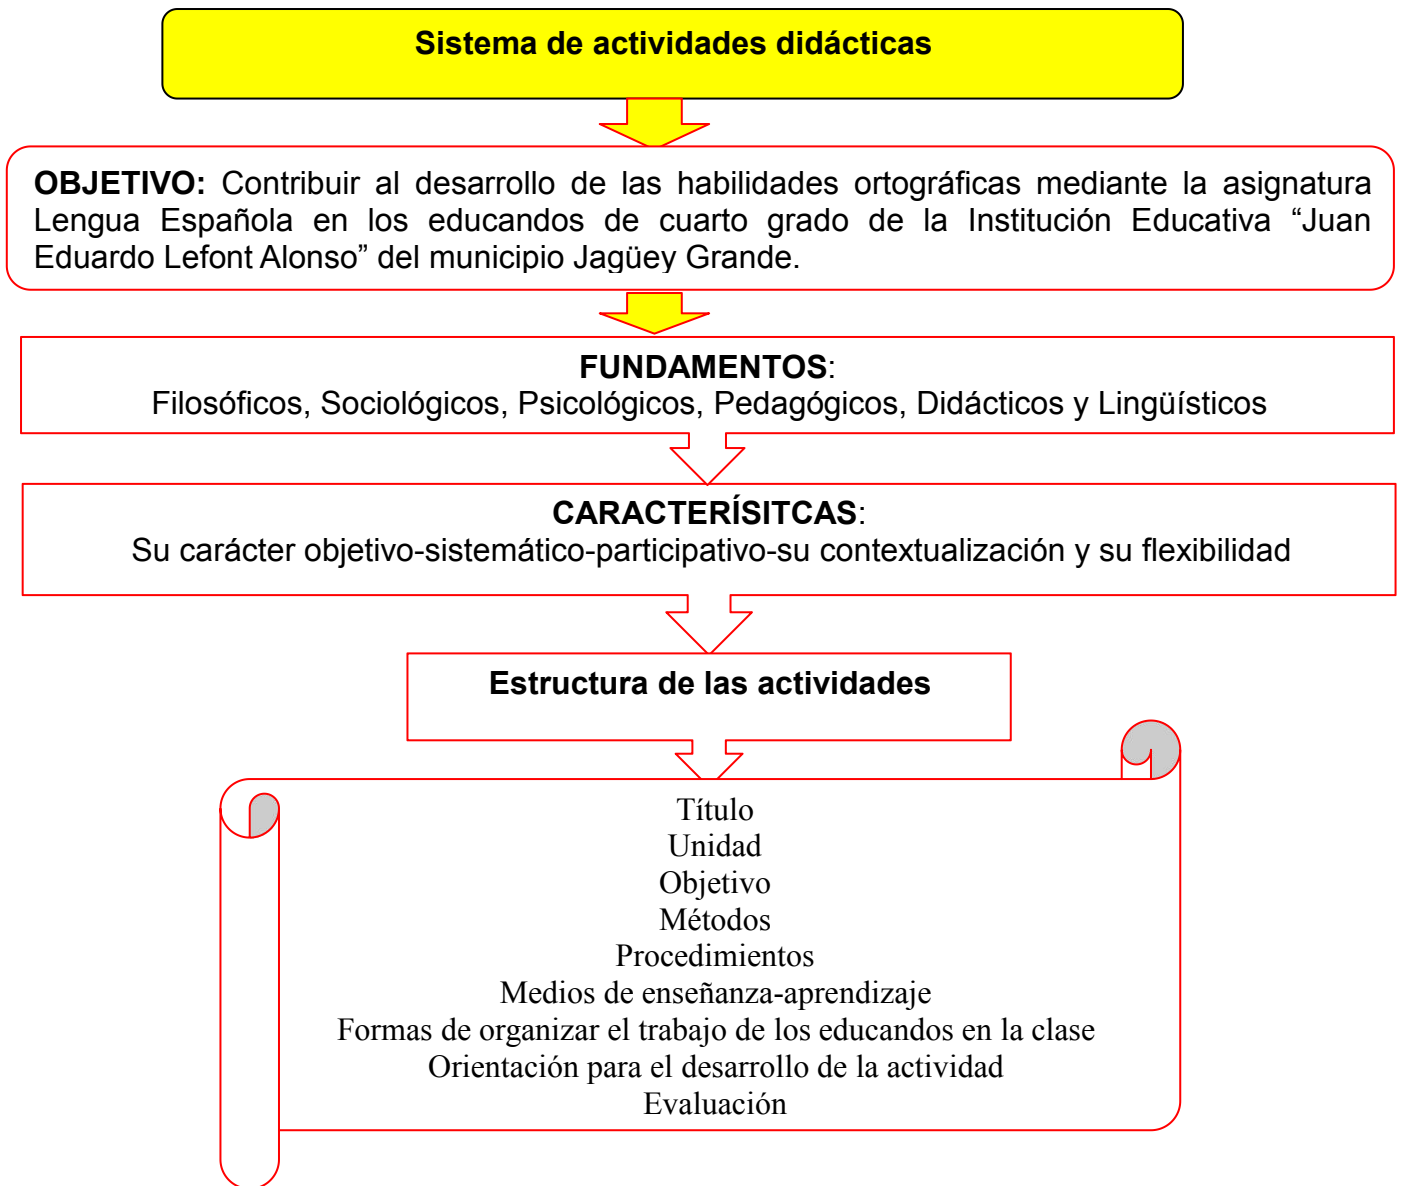 Sistema de actividades didácticas
OBJETIVO: Contribuir al desarrollo de las habilidades ortográficas mediante la asignatura
Lengua Española en los educandos de cuarto grado de la Institución Educativa “Juan
Eduardo Lefont Alonso” del municipio Jagüey Grande.
FUNDAMENTOS:
Filosóficos, Sociológicos, Psicológicos, Pedagógicos, Didácticos y Lingüísticos
CARACTERÍSITCAS:
Su carácter objetivo-sistemático-participativo-su contextualización y su flexibilidad
Estructura de las actividades
Título
Unidad
Objetivo
Métodos
Procedimientos
Medios de enseñanza-aprendizaje
Formas de organizar el trabajo de los educandos en la clase
Orientación para el desarrollo de la actividad
Evaluación